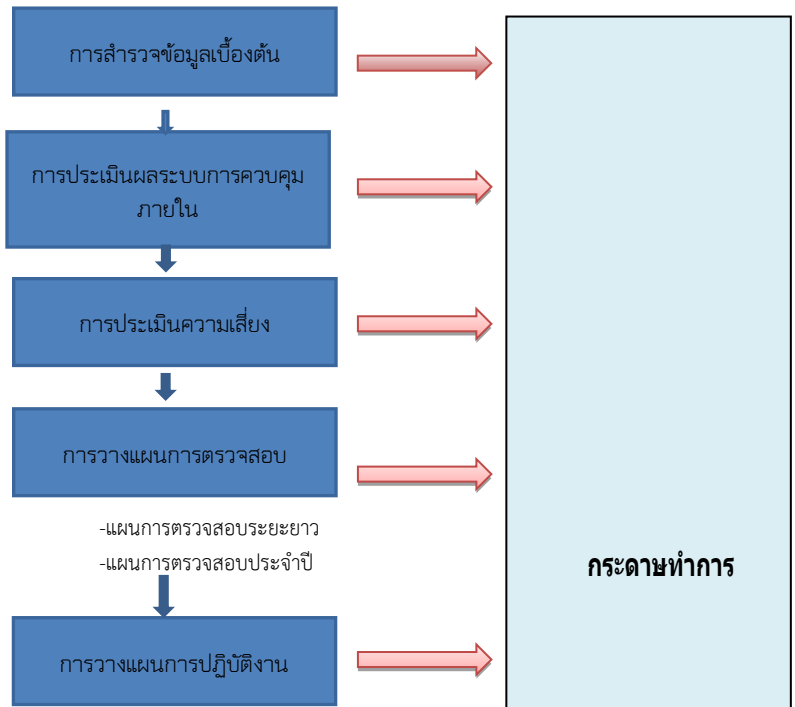 การสำรวจข้อมูลเบื้องต้น
การประเมินผลระบบการควบคุม
ภายใน
การประเมินความเสี่ยง
การวางแผนการตรวจสอบ
-แผนการตรวจสอบระยะยาว
-แผนการตรวจสอบประจำปี
กระดาษทำการ
การวางแผนการปฏิบัติงาน